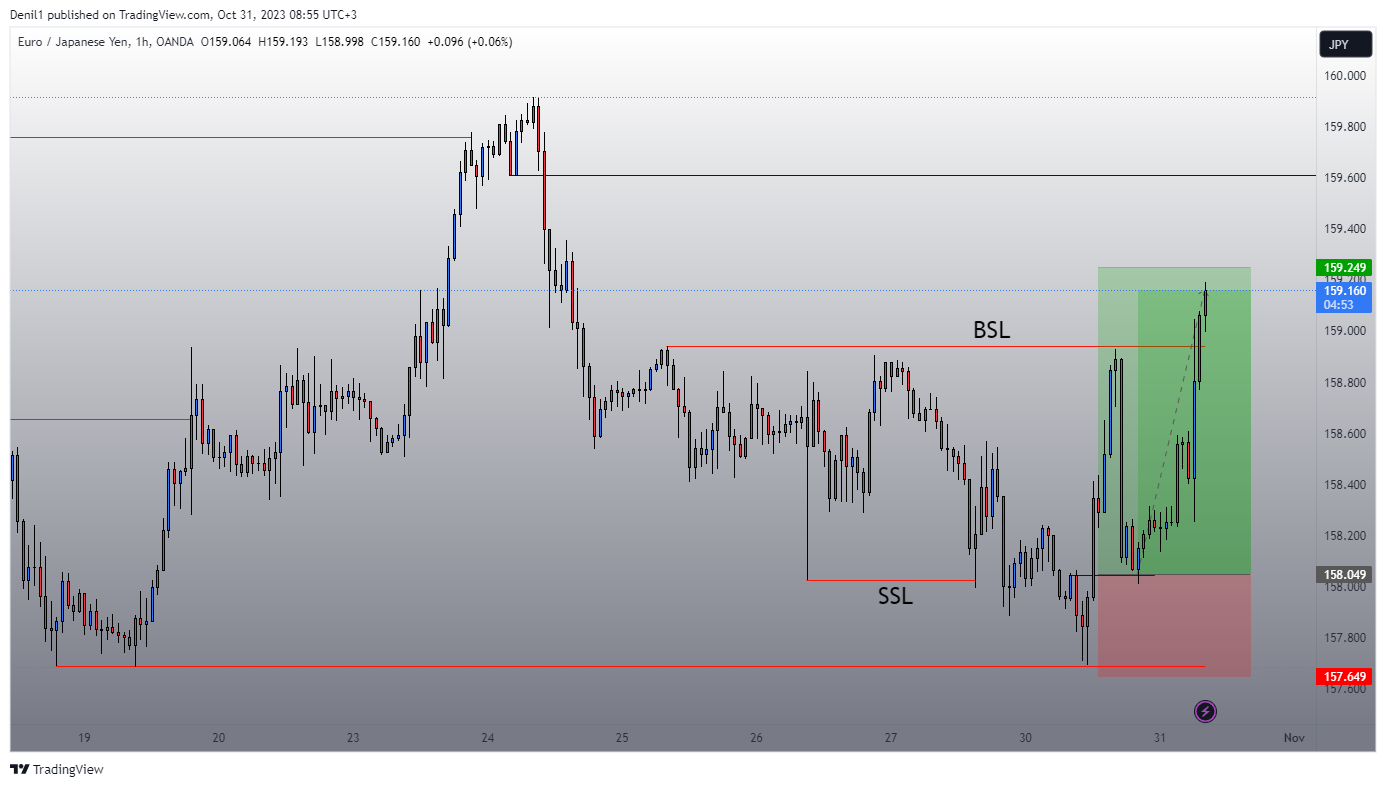 Denil1 published on TradingView.com, Oct 31, 2023 08:55 UTC+3
Euro / Japanese Yen, 1h, OANDA O159.064 H159.193 L158.998 C159.160 +0.096 (+0.06%)
JPY
160.000
159.800
159.600
159.400
159.249
159.200
159.160
04:53
159.000
BSL
158.800
158.600
158.400
158.200
158.049
158.000
SSL
157.800
157.649
157.600
19 20 23 24 25 26 27 30 31 Nov
TradingView